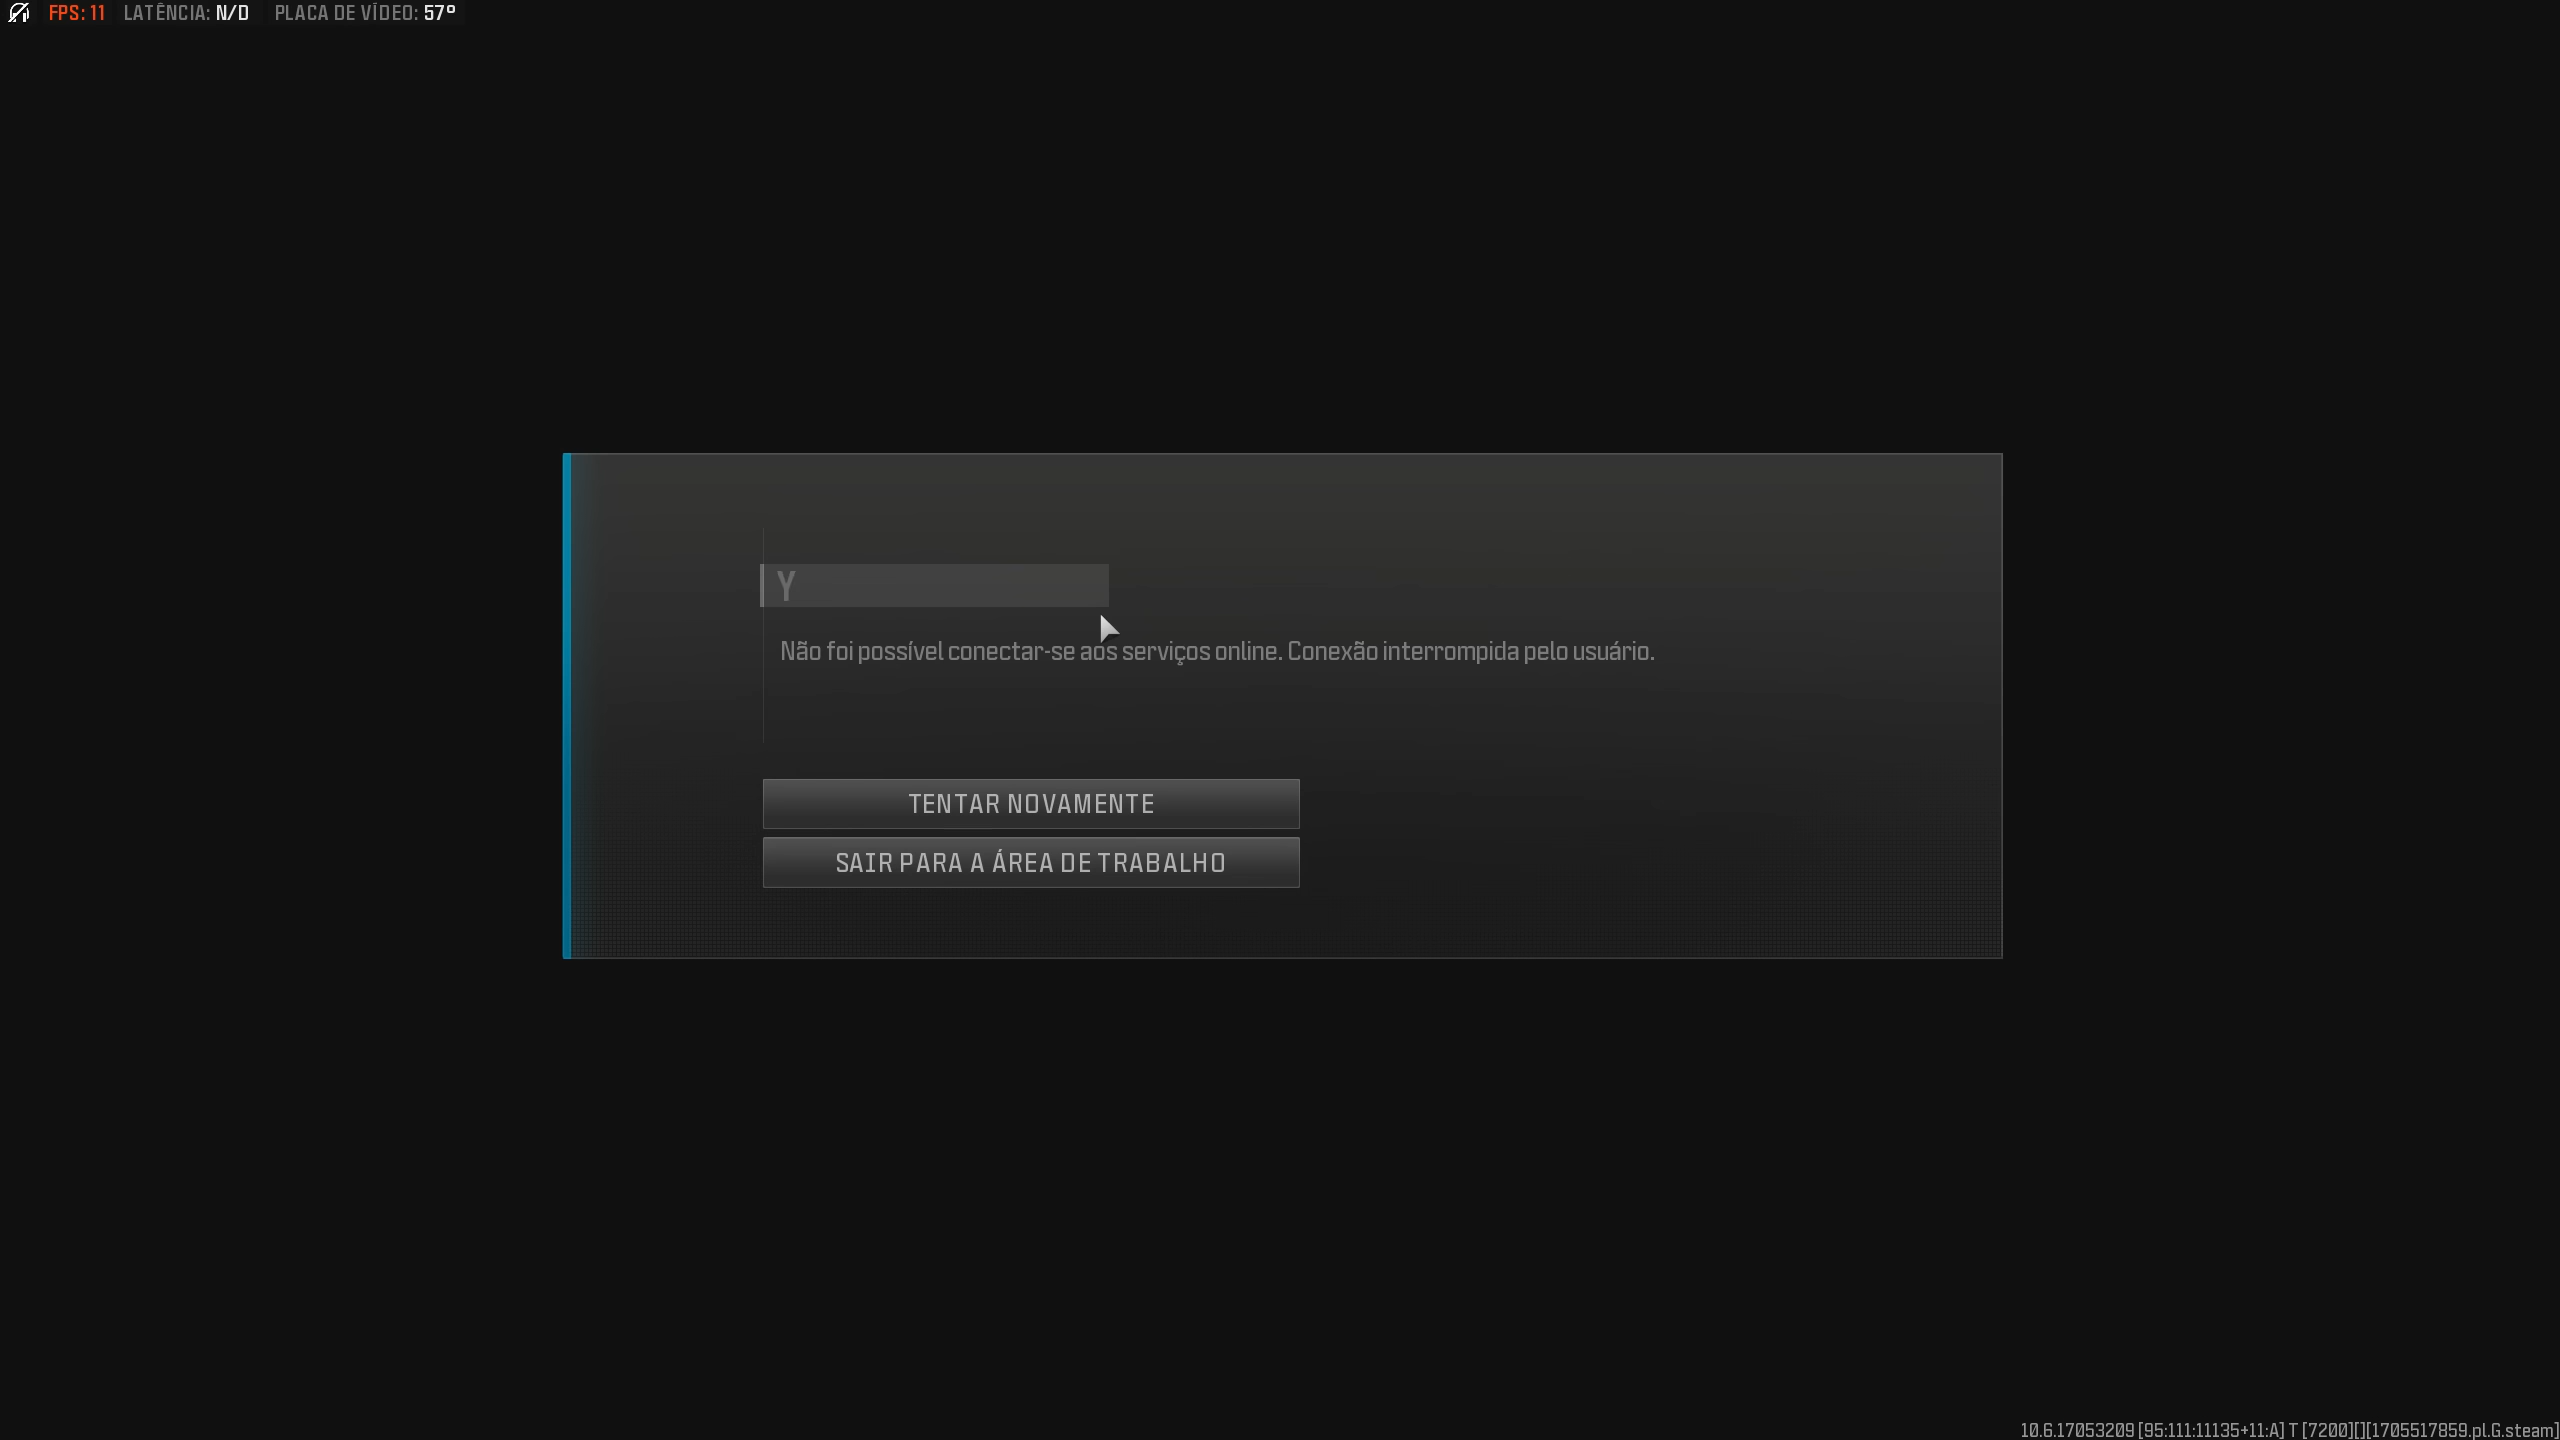 FPS: 11 LATÊNCIA: N/D PLACA DE VÍDEO: 57º
Y
Não foi possível conectar-se aos serviços online. Conexão interrompida pelo usuário.
TENTAR NOVAMENTE
SAIR PARA A ÁREA DE TRABALHO
10.6.17053209 [95:111:11135+11:A] T [7200][][1705517859.pl.G.steam]